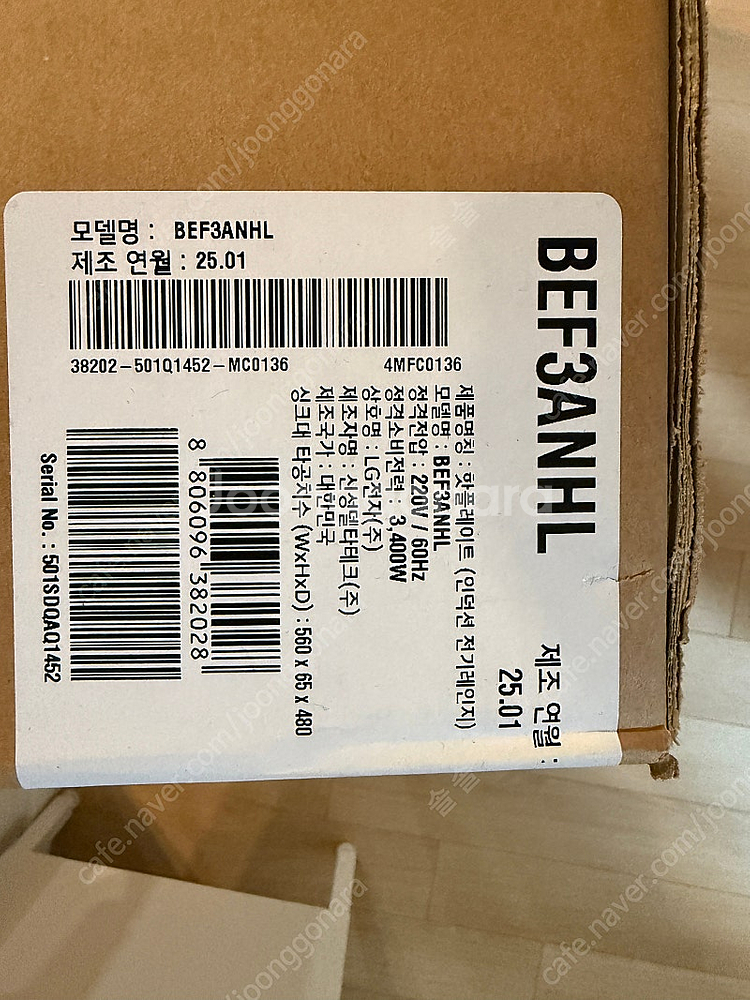 모델명 : BEF3ANHL
제조 연월 : 25.01
38202-501Q1452-MC0136 4MFC0136
BEF3ANHL
제조 연월 :
25.01
제품명칭 : 핫플레이트 (인덕션 전기레인지)
모델명 : BEF3ANHL
정격전압 : 220V / 60Hz
정격소비전력 : 3,400W
상호명 : LG전자(주)
제조자명 : 신성델타테크(주)
제조국가 : 대한민국
싱크대 타공치수 (WxHxD) : 560 x 65 x 480
8 806096 382028
Serial No. : 501SDQAQ1452
joonggonara
cafe.naver.com/joonggonara
솔솔